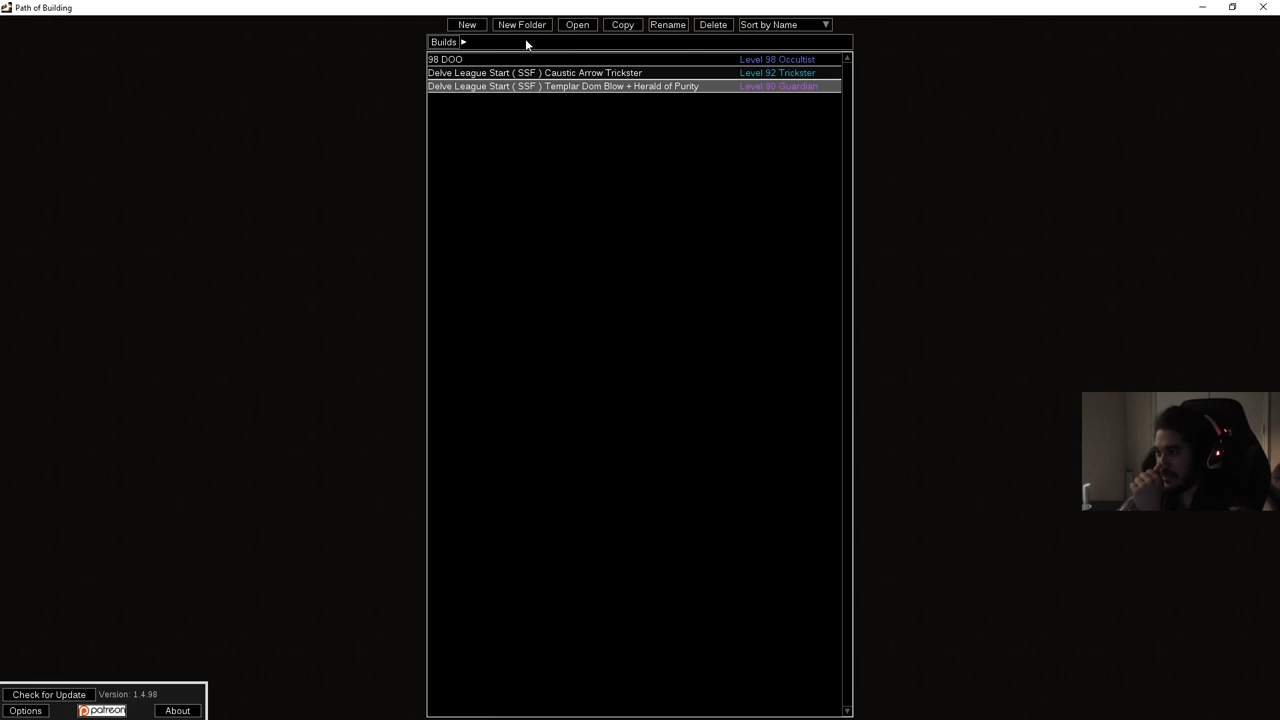 Path of Building
New New Folder Open Copy Rename Delete Sort by Name
Builds
98 DOO Level 98 Occultist
Delve League Start ( SSF ) Caustic Arrow Trickster Level 92 Trickster
Delve League Start ( SSF ) Templar Dom Blow + Herald of Purity Level 90 Guardian
Check for Update Version: 1.4.98
Options patreon About